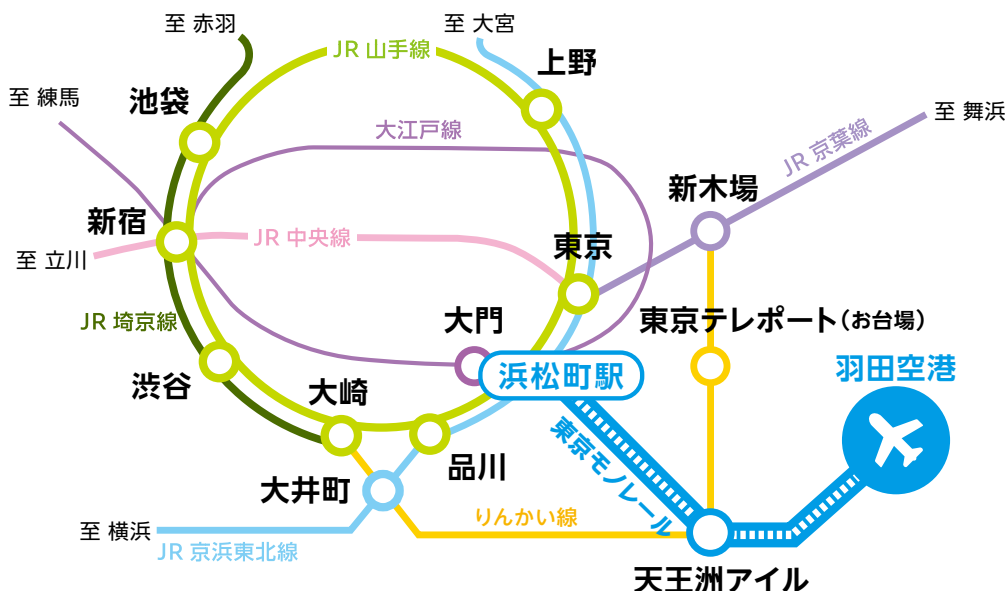 至 赤羽
至 大宮
JR 山手線
上野
池袋
至 練馬
至 舞浜
大江戸線
JR 京葉線
新木場
新宿
JR 中央線
東京
至 立川
JR 埼京線
大門
東京テレポート(お台場)
浜松町駅
羽田空港
渋谷
大崎
東京モノレール
品川
大井町
りんかい線
至 横浜
JR 京浜東北線
天王洲アイル